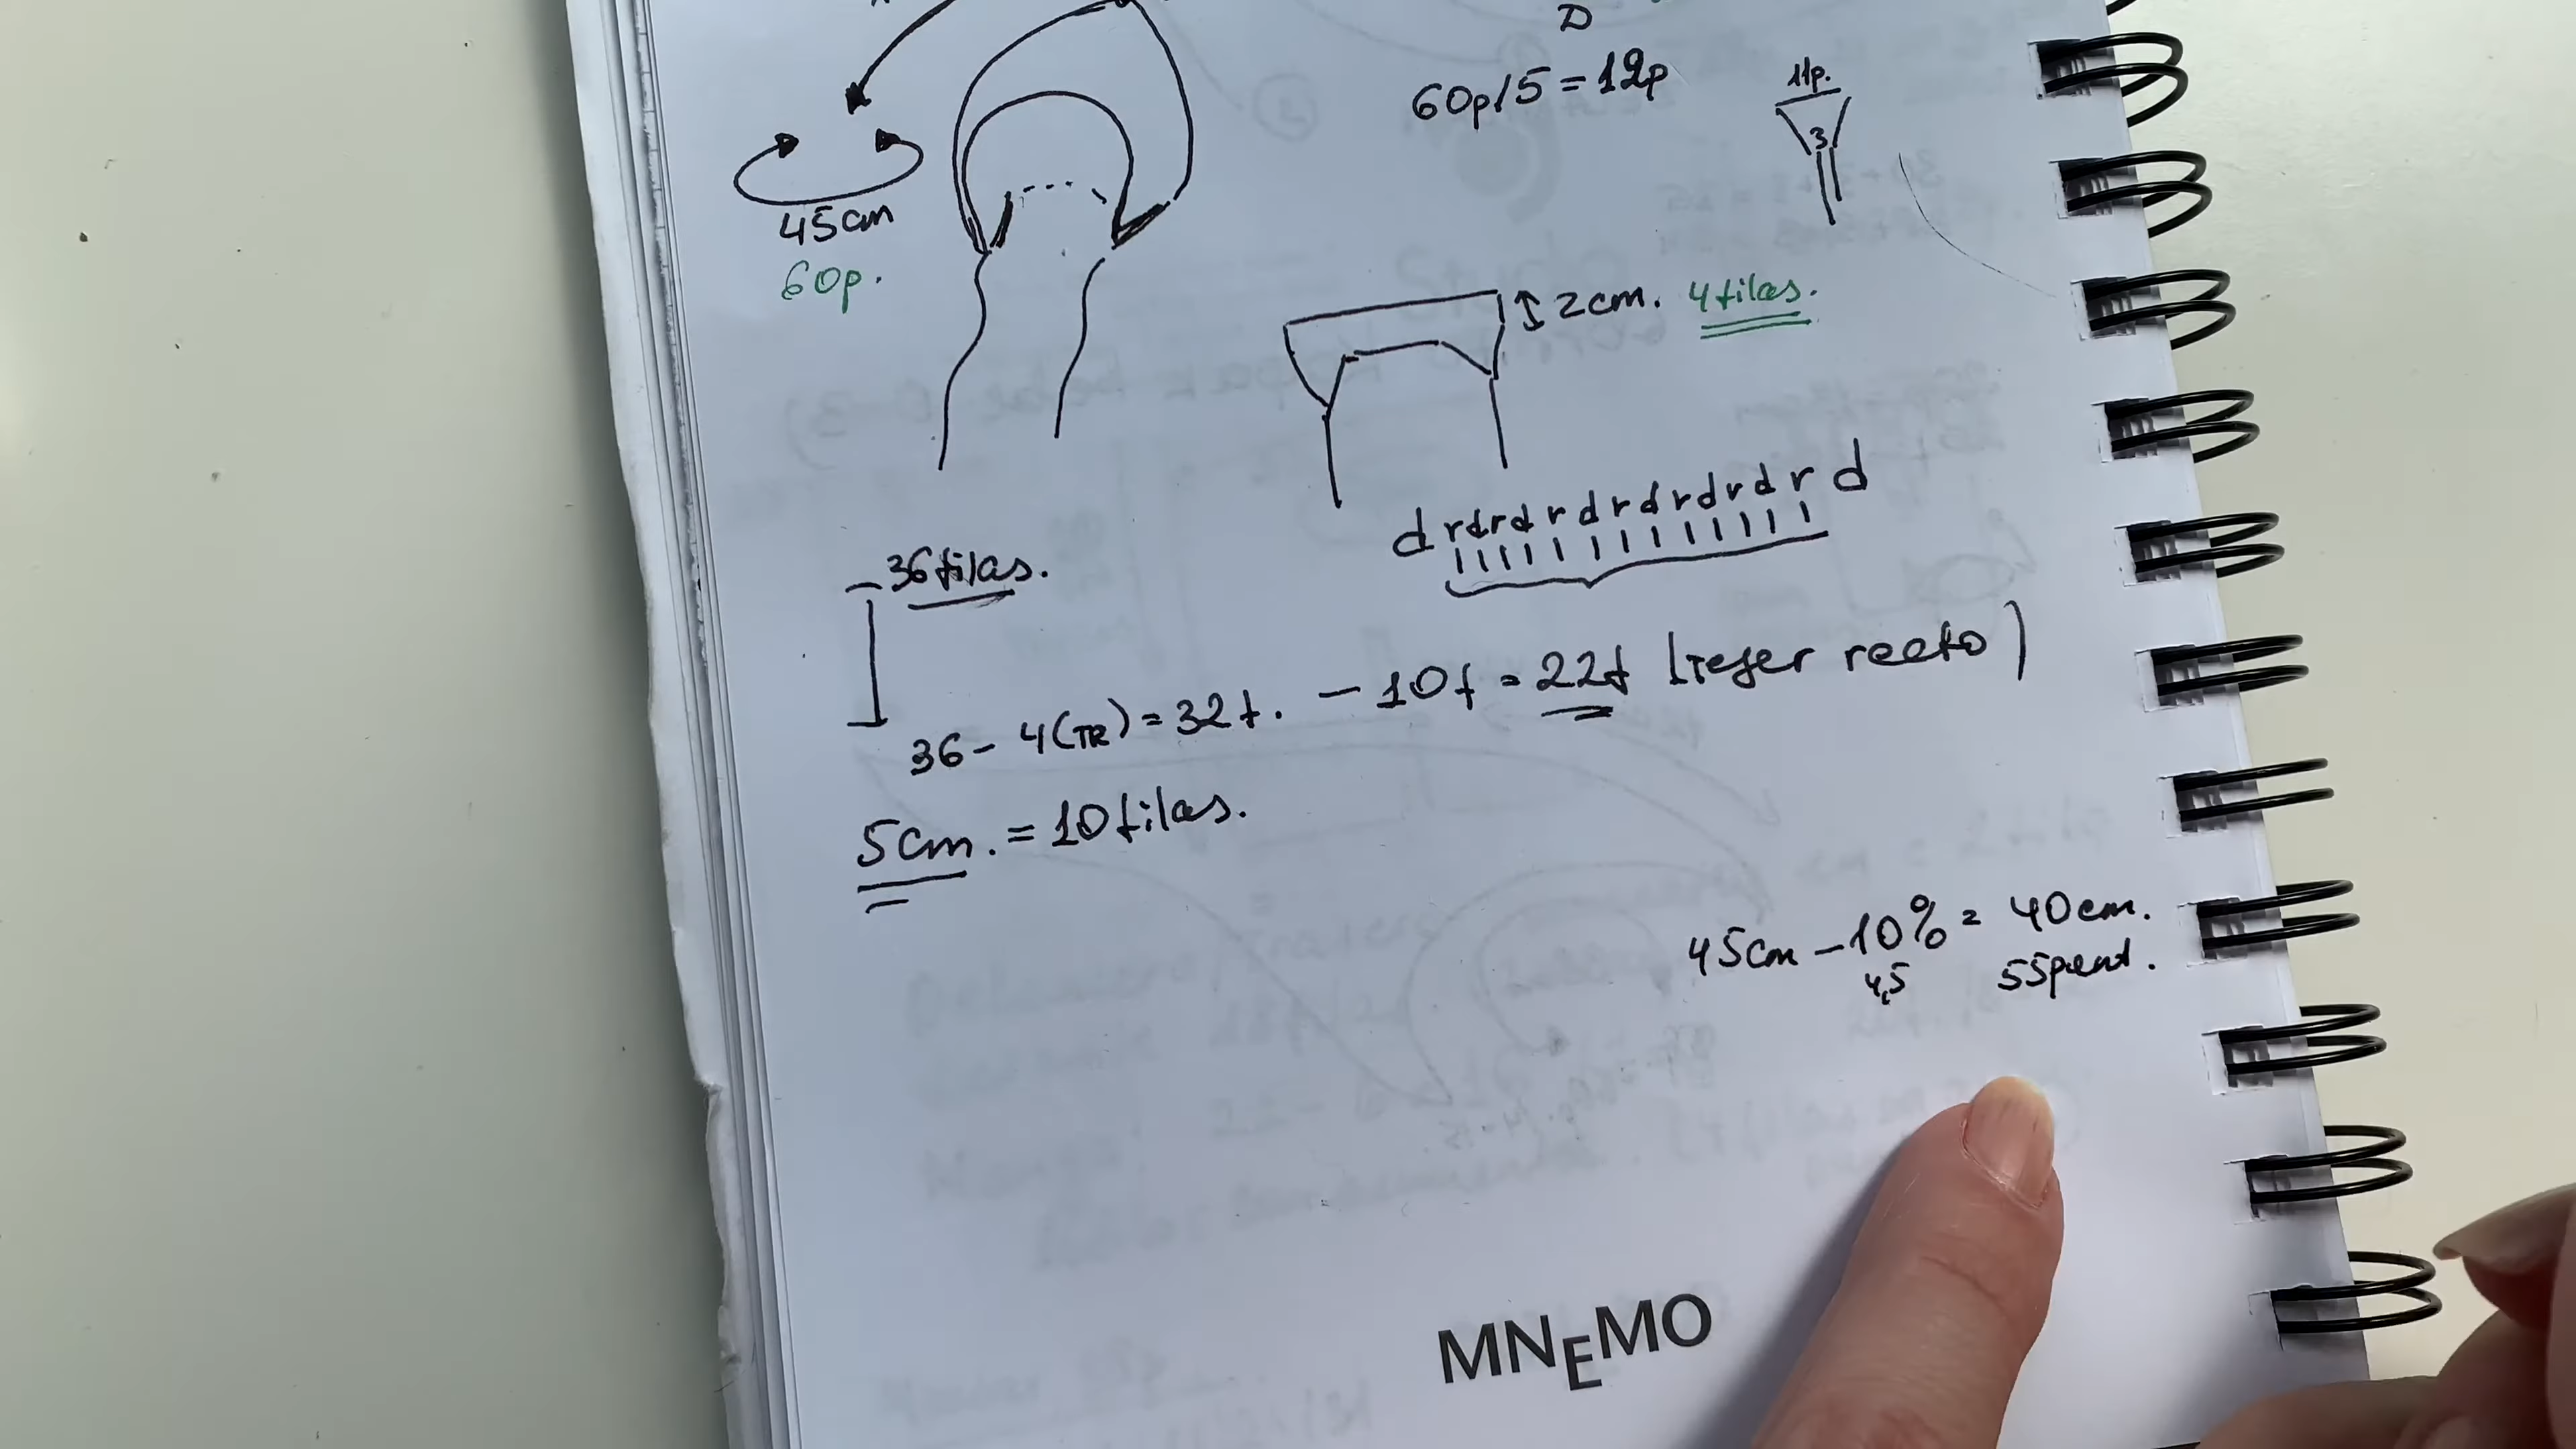 D
60p/5 = 12p
11p.
3
45cm
60p.
2cm. 4filas.
d r d r d r d r d r d r d r d
36filas.
36 - 4(TR) = 32f. - 10f = 22f (tejer recto)
5cm. = 10filas.
45cm - 10% = 40cm.
4,5
55punt.
MNEMO